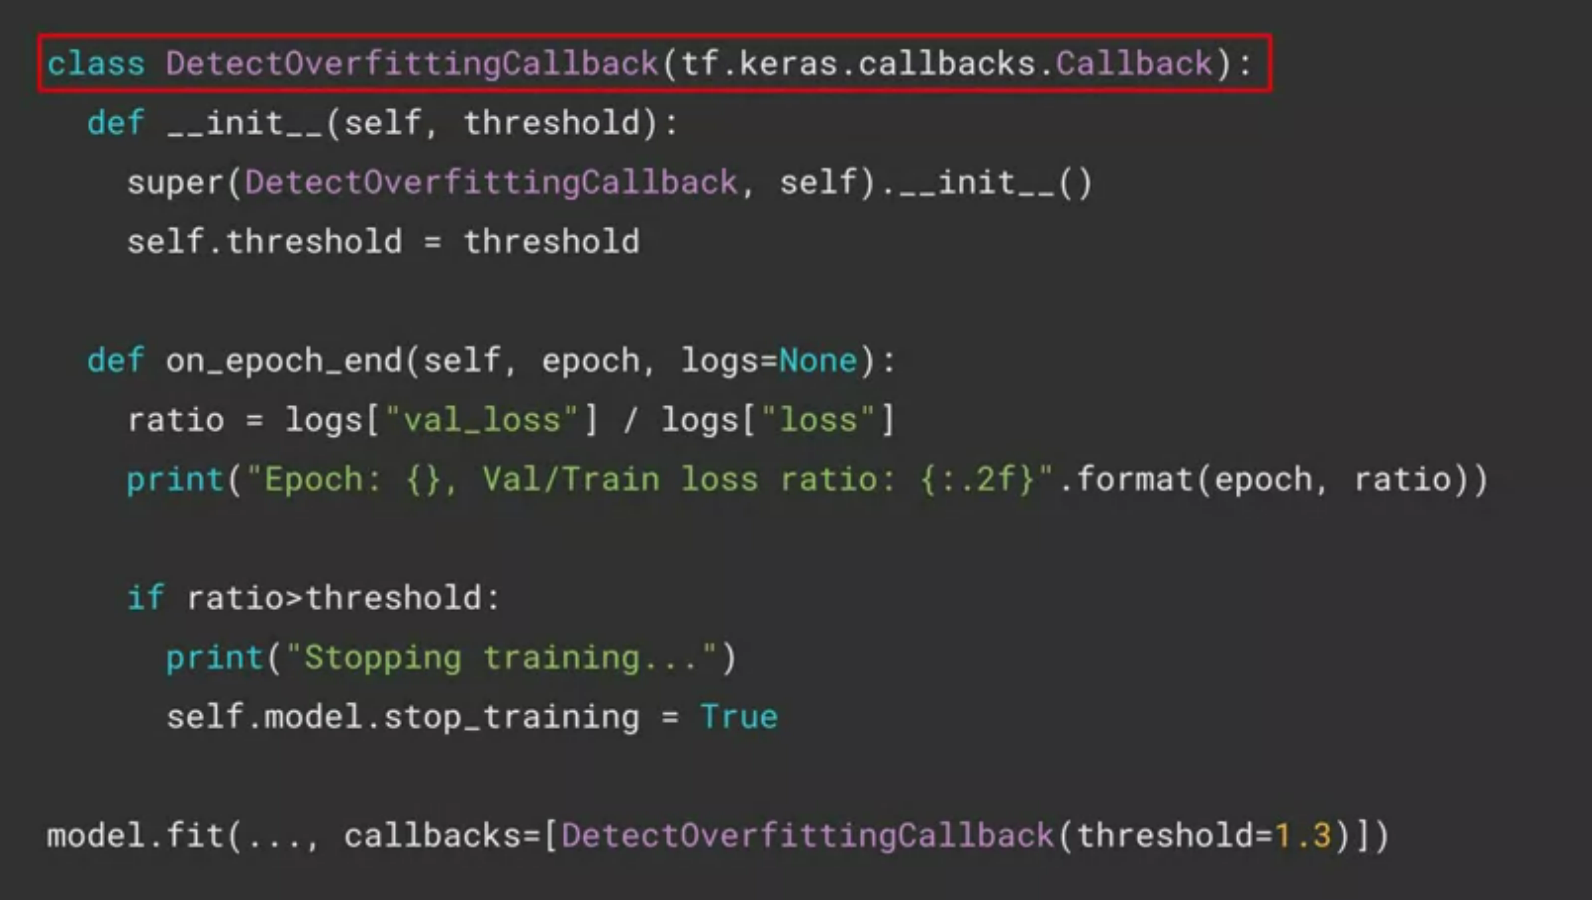 class DetectOverfittingCallback(tf.keras.callbacks.Callback):
  def __init__(self, threshold):
    super(DetectOverfittingCallback, self).__init__()
    self.threshold = threshold

  def on_epoch_end(self, epoch, logs=None):
    ratio = logs["val_loss"] / logs["loss"]
    print("Epoch: {}, Val/Train loss ratio: {:.2f}".format(epoch, ratio))

    if ratio>threshold:
      print("Stopping training...")
      self.model.stop_training = True

model.fit(..., callbacks=[DetectOverfittingCallback(threshold=1.3)])